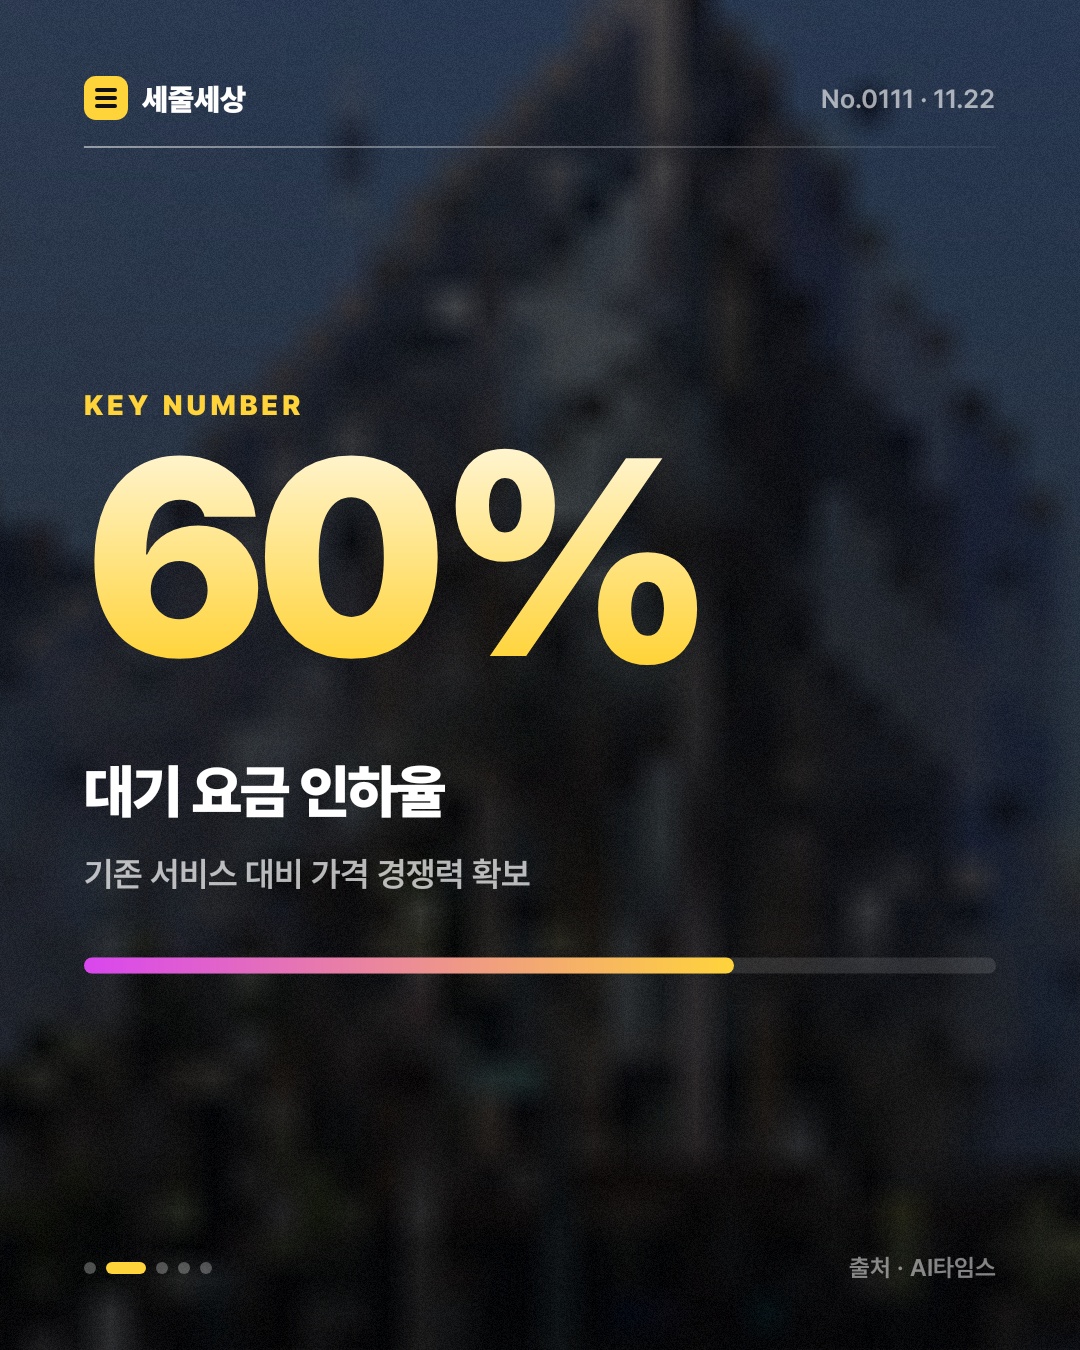 세줄세상
No.0111 · 11.22
KEY NUMBER
60%
대기 요금 인하율
기존 서비스 대비 가격 경쟁력 확보
출처 · AI타임스